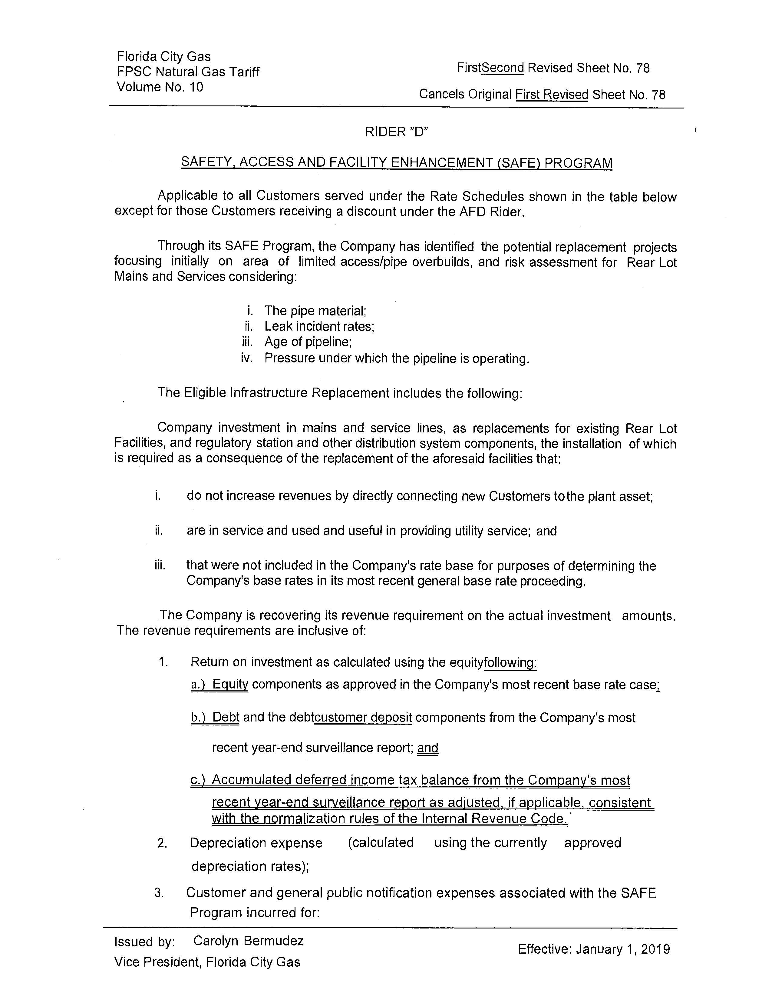 Florida City Gas
FPSC Natural Gas Tariff
Volume No. 10
FirstSecond Revised Sheet No. 78
Cancels Original First Revised Sheet No. 78
RIDER "D"
SAFETY, ACCESS AND FACILITY ENHANCEMENT (SAFE) PROGRAM
Applicable to all Customers served under the Rate Schedules shown in the table below
except for those Customers receiving a discount under the AFD Rider.
Through its SAFE Program, the Company has identified the potential replacement projects
focusing initially on area of limited access/pipe overbuilds, and risk assessment for Rear Lot
Mains and Services considering:
i. The pipe material;
ii. Leak incident rates;
iii. Age of pipeline;
iv. Pressure under which the pipeline is operating.
The Eligible Infrastructure Replacement includes the following:
Company investment in mains and service lines, as replacements for existing Rear Lot
Facilities, and regulatory station and other distribution system components, the installation of which
is required as a consequence of the replacement of the aforesaid facilities that:
i. do not increase revenues by directly connecting new Customers tothe plant asset;
ii. are in service and used and useful in providing utility service; and
iii. that were not included in the Company's rate base for purposes of determining the
Company's base rates in its most recent general base rate proceeding.
The Company is recovering its revenue requirement on the actual investment amounts.
The revenue requirements are inclusive of:
1. Return on investment as calculated using the equityfollowing:
a.) Equity components as approved in the Company's most recent base rate case;
b.) Debt and the debtcustomer deposit components from the Company's most
recent year-end surveillance report; and
c.) Accumulated deferred income tax balance from the Company's most
recent year-end surveillance report as adjusted, if applicable, consistent
with the normalization rules of the Internal Revenue Code.
2. Depreciation expense (calculated using the currently approved
depreciation rates);
3. Customer and general public notification expenses associated with the SAFE
Program incurred for:
Issued by: Carolyn Bermudez
Vice President, Florida City Gas
Effective: January 1, 2019